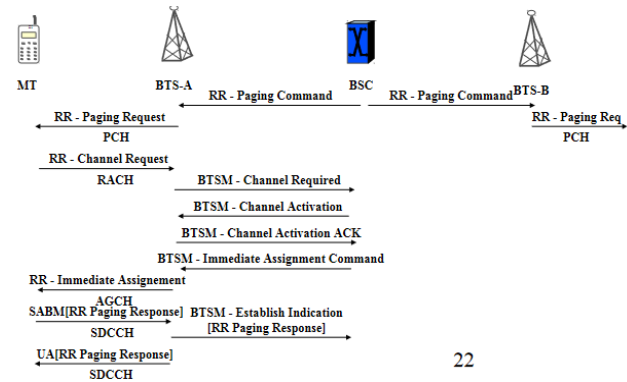 MT
BTS-A
BSC
BTS-B
RR - Paging Command
RR - Paging Command
RR - Paging Request
PCH
RR - Paging Req
PCH
RR - Channel Request
RACH
BTSM - Channel Required
BTSM - Channel Activation
BTSM - Channel Activation ACK
BTSM - Immediate Assignment Command
RR - Immediate Assignement
AGCH
SABM[RR Paging Response]
SDCCH
BTSM - Establish Indication
[RR Paging Response]
UA[RR Paging Response]
SDCCH
22